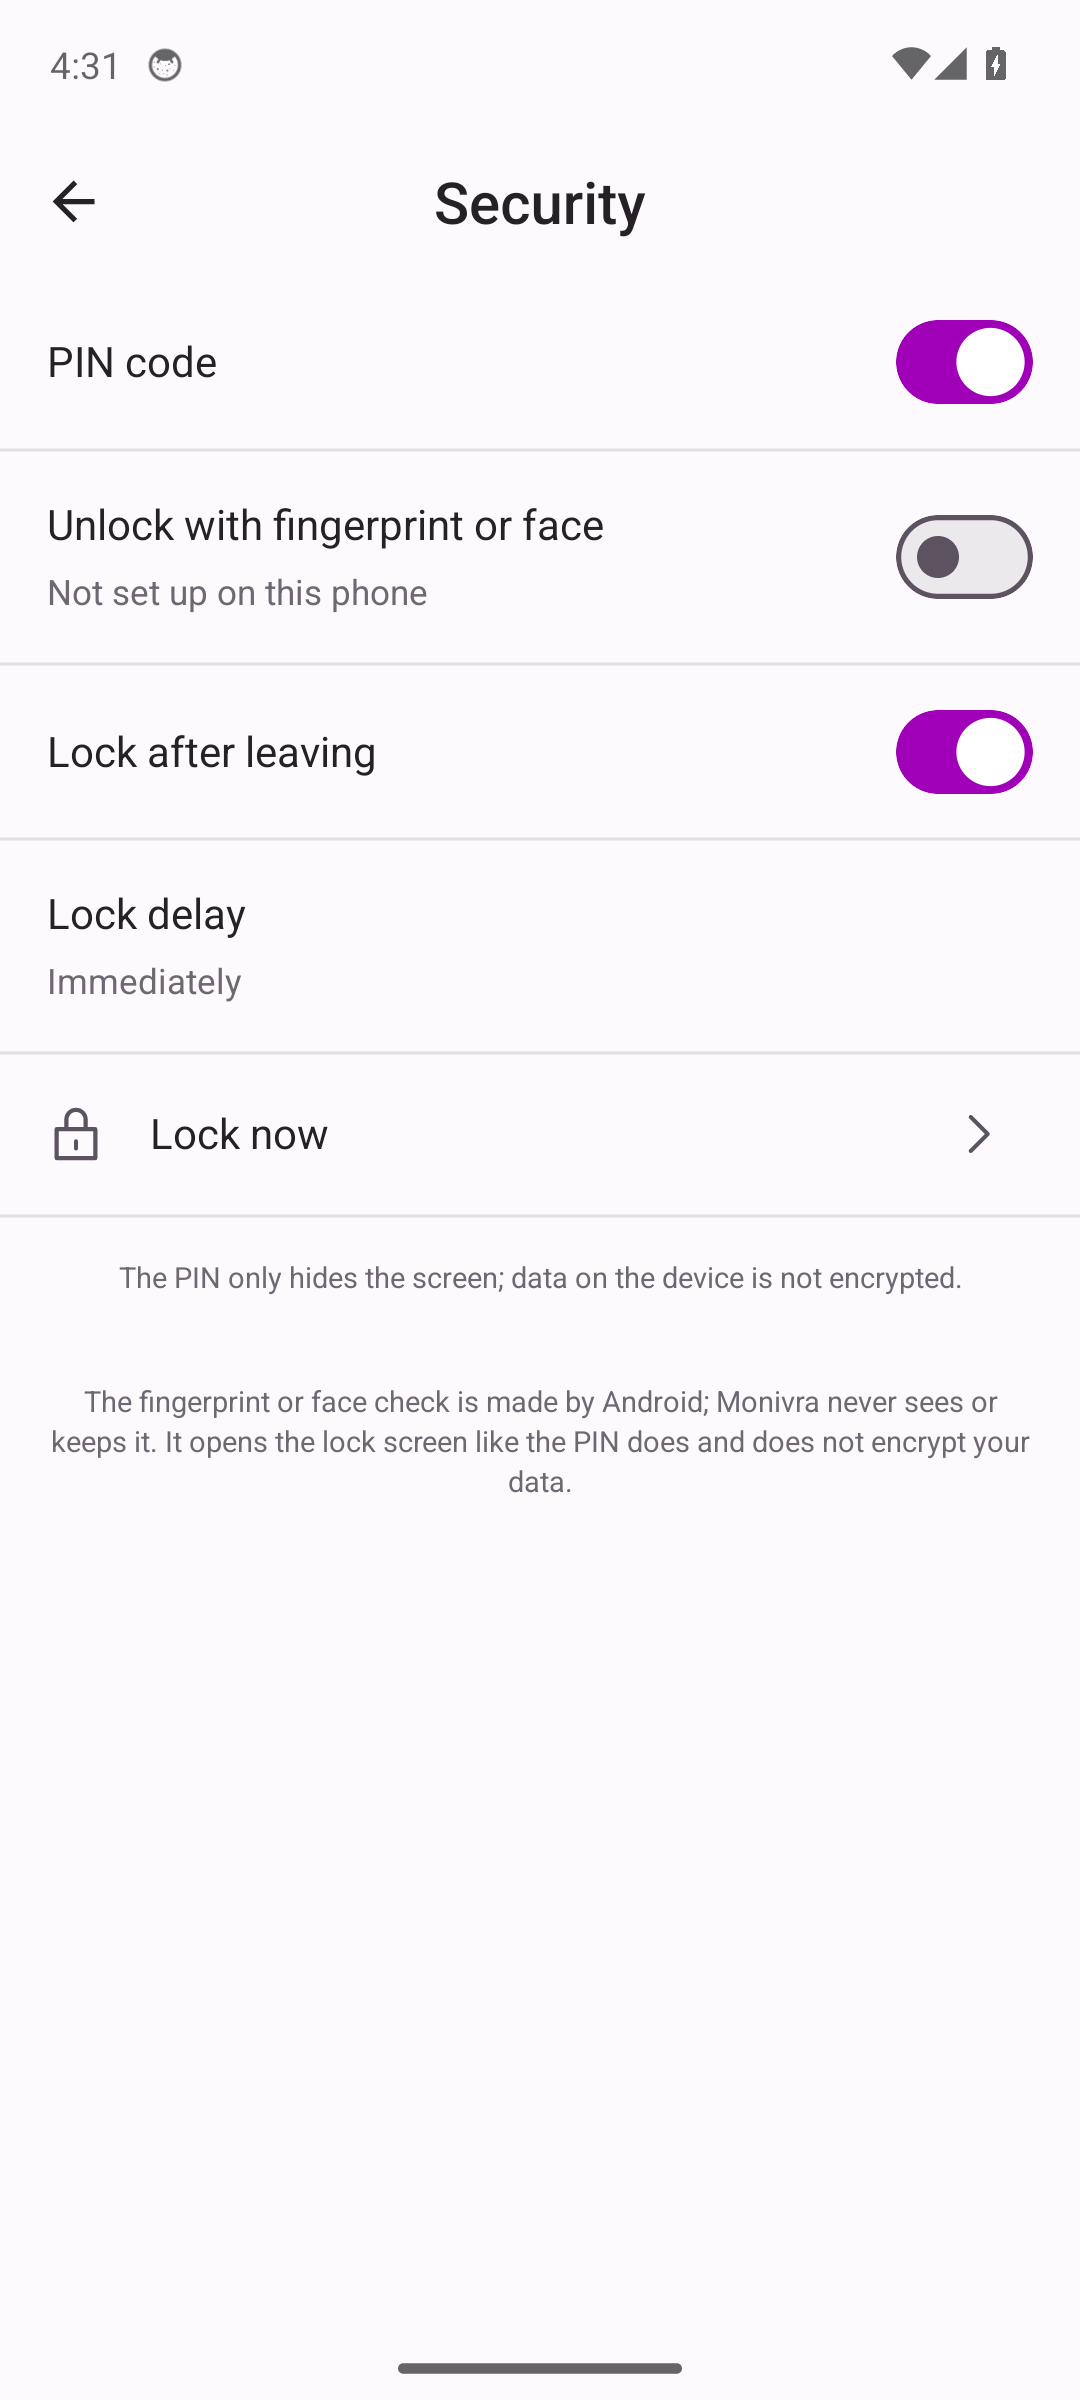 4:31
Security
PIN code
Unlock with fingerprint or face
Not set up on this phone
Lock after leaving
Lock delay
Immediately
Lock now
The PIN only hides the screen; data on the device is not encrypted.
The fingerprint or face check is made by Android; Monivra never sees or
keeps it. It opens the lock screen like the PIN does and does not encrypt your
data.